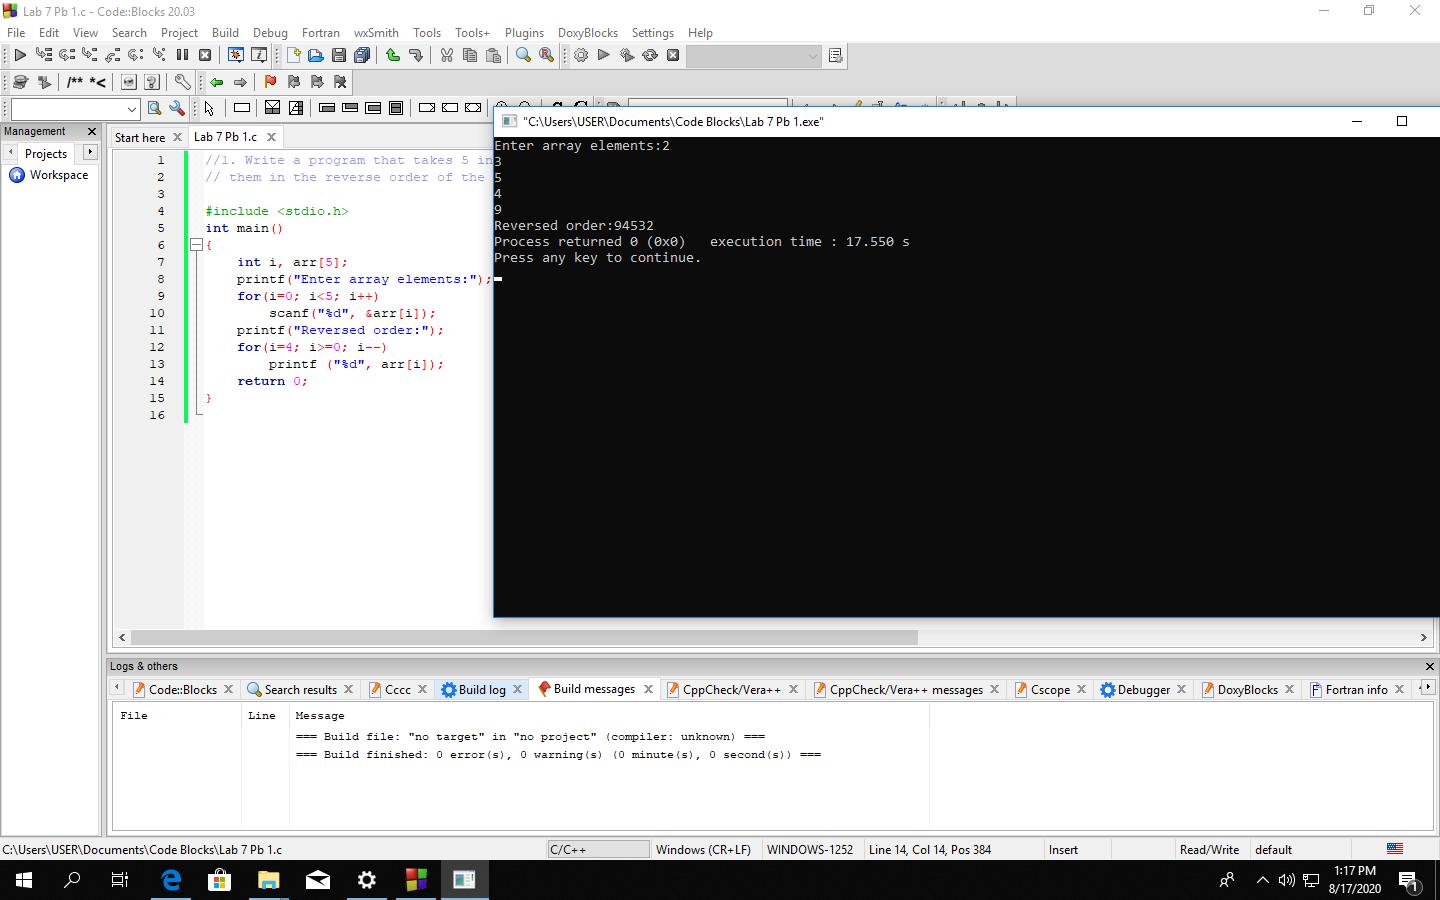 Lab 7 Pb 1.c - Code::Blocks 20.03
File Edit View Search Project Build Debug Fortran wxSmith Tools Tools+ Plugins DoxyBlocks Settings Help
/** *<
Management
Projects
Workspace
Start here
Lab 7 Pb 1.c
1 //1. Write a program that takes 5 in
2 // them in the reverse order of the
3
4 #include <stdio.h>
5 int main()
6 {
7 int i, arr[5];
8 printf("Enter array elements:");
9 for(i=0; i<5; i++)
10 scanf("%d", &arr[i]);
11 printf("Reversed order:");
12 for(i=4; i>=0; i--)
13 printf ("%d", arr[i]);
14 return 0;
15 }
16
"C:\Users\USER\Documents\Code Blocks\Lab 7 Pb 1.exe"
Enter array elements:2
3
5
4
9
Reversed order:94532
Process returned 0 (0x0)   execution time : 17.550 s
Press any key to continue.
Logs & others
Code::Blocks Search results Cccc Build log Build messages CppCheck/Vera++ CppCheck/Vera++ messages Cscope Debugger DoxyBlocks Fortran info
File Line Message
=== Build file: "no target" in "no project" (compiler: unknown) ===
=== Build finished: 0 error(s), 0 warning(s) (0 minute(s), 0 second(s)) ===
C:\Users\USER\Documents\Code Blocks\Lab 7 Pb 1.c C/C++ Windows (CR+LF) WINDOWS-1252 Line 14, Col 14, Pos 384 Insert Read/Write default
1:17 PM
8/17/2020
1